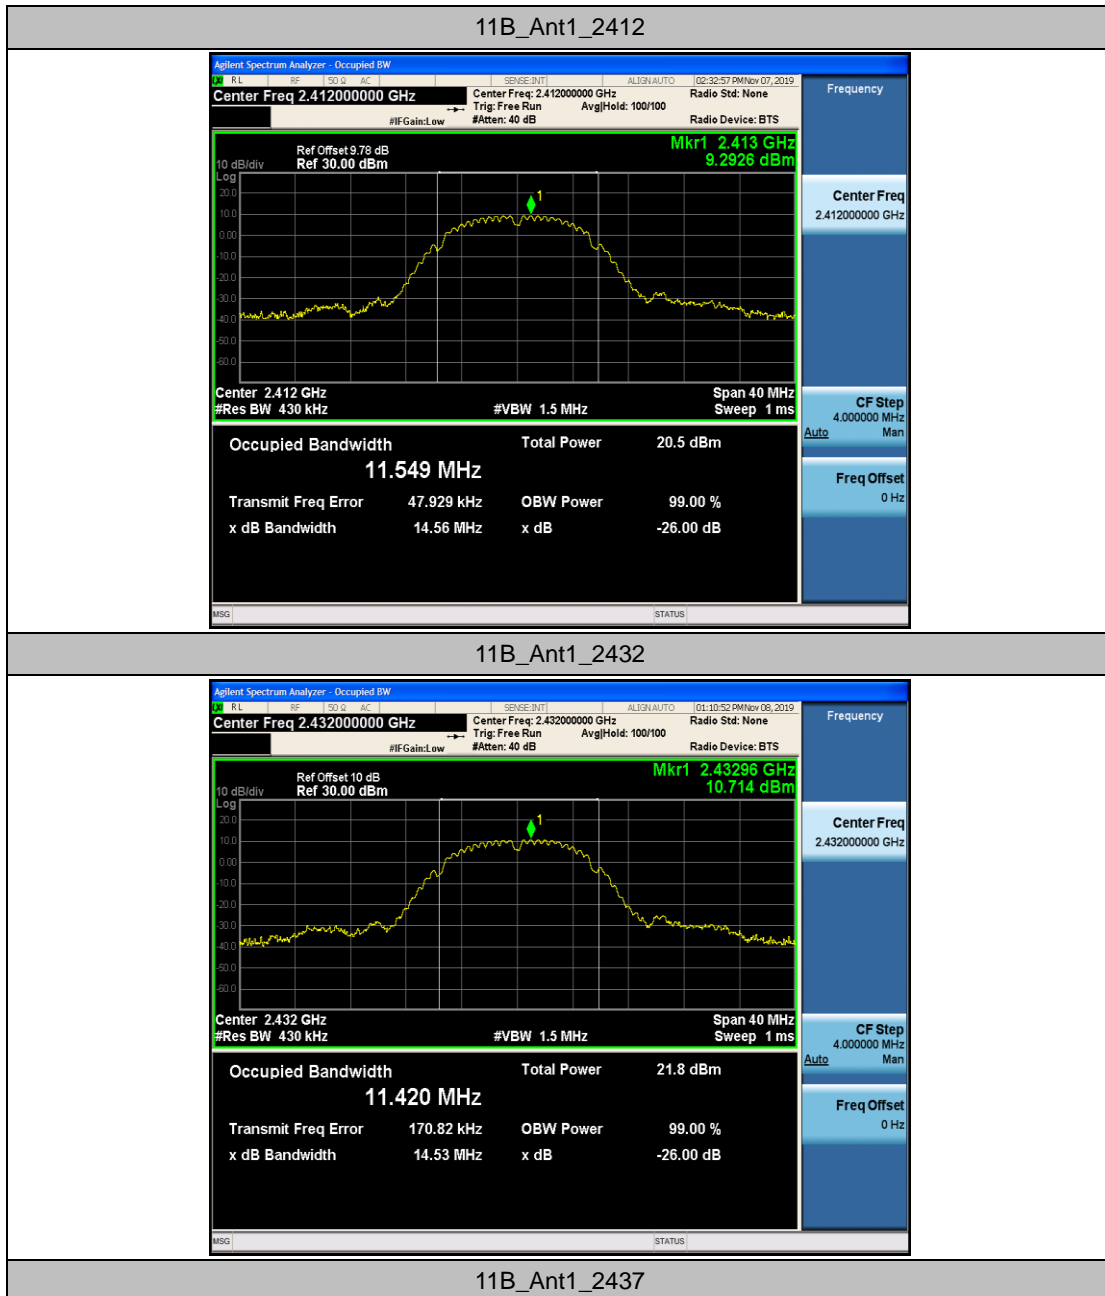 11B_Ant1_2412
Agilent Spectrum Analyzer - Occupied BW
RL RF 50 Ω AC SENSE:INT ALIGNAUTO 02:32:57 PM Nov 07, 2019
Center Freq 2.412000000 GHz Center Freq: 2.412000000 GHz Radio Std: None Frequency
Trig: Free Run Avg|Hold: 100/100
#IFGain:Low #Atten: 40 dB Radio Device: BTS
Mkr1 2.413 GHz
Ref Offset 9.78 dB 9.2926 dBm
10 dB/div Ref 30.00 dBm
Log
20.0
1
Center Freq
10.0
2.412000000 GHz
0.00
-10.0
-20.0
-30.0
-40.0
-50.0
-60.0
Center 2.412 GHz Span 40 MHz
#Res BW 430 kHz #VBW 1.5 MHz Sweep 1 ms
CF Step
4.000000 MHz
Auto Man
Occupied Bandwidth Total Power 20.5 dBm
11.549 MHz
Freq Offset
0 Hz
Transmit Freq Error 47.929 kHz OBW Power 99.00 %
x dB Bandwidth 14.56 MHz x dB -26.00 dB
MSG STATUS
11B_Ant1_2432
Agilent Spectrum Analyzer - Occupied BW
RL RF 50 Ω AC SENSE:INT ALIGNAUTO 01:10:52 PM Nov 08, 2019
Center Freq 2.432000000 GHz Center Freq: 2.432000000 GHz Radio Std: None Frequency
Trig: Free Run Avg|Hold: 100/100
#IFGain:Low #Atten: 40 dB Radio Device: BTS
Mkr1 2.43296 GHz
Ref Offset 10 dB 10.714 dBm
10 dB/div Ref 30.00 dBm
Log
20.0
1
Center Freq
10.0
2.432000000 GHz
0.00
-10.0
-20.0
-30.0
-40.0
-50.0
-60.0
Center 2.432 GHz Span 40 MHz
#Res BW 430 kHz #VBW 1.5 MHz Sweep 1 ms
CF Step
4.000000 MHz
Auto Man
Occupied Bandwidth Total Power 21.8 dBm
11.420 MHz
Freq Offset
0 Hz
Transmit Freq Error 170.82 kHz OBW Power 99.00 %
x dB Bandwidth 14.53 MHz x dB -26.00 dB
MSG STATUS
11B_Ant1_2437